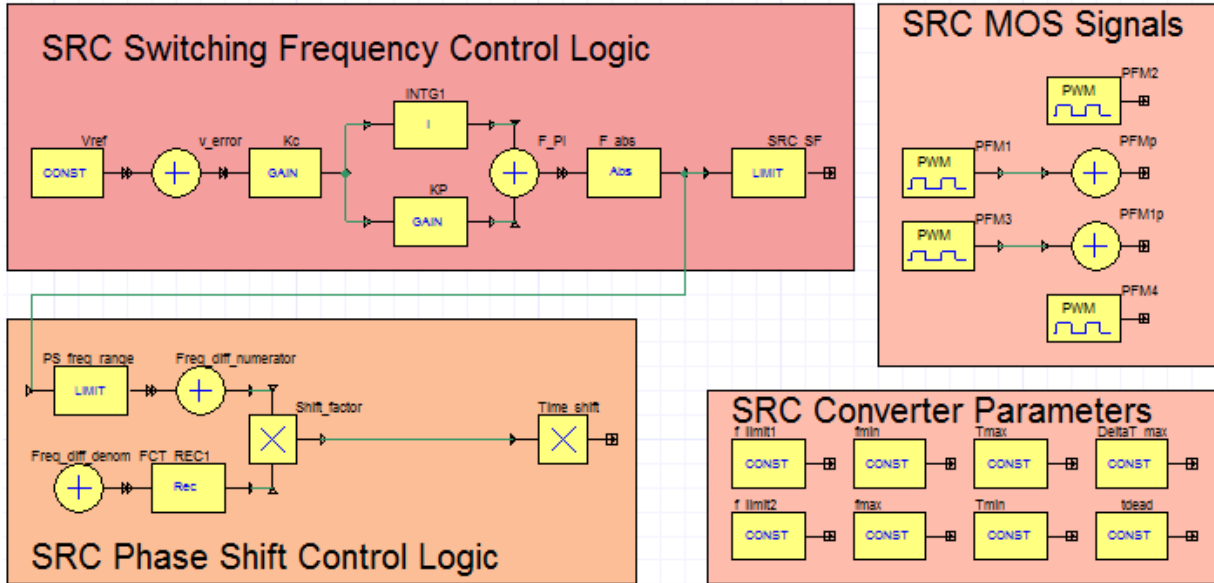 SRC Switching Frequency Control Logic
INTG1
I
Vref
CONST
v_error
Kc
GAIN
KP
GAIN
F_PI
F_abs
Abs
SRC_SF
LIMIT
SRC MOS Signals
PFM2
PWM
PFM1
PWM
PFMp
PFM3
PWM
PFM1p
PFM4
PWM
PS_freq_range
LIMIT
Freq_diff_numerator
Shift_factor
Time_shift
Freq_diff_denom
FCT_REC1
Rec
SRC Phase Shift Control Logic
SRC Converter Parameters
f_limit1 fmin Tmax DeltaT_max
CONST CONST CONST CONST
f_limit2 fmax Tmin tdead
CONST CONST CONST CONST